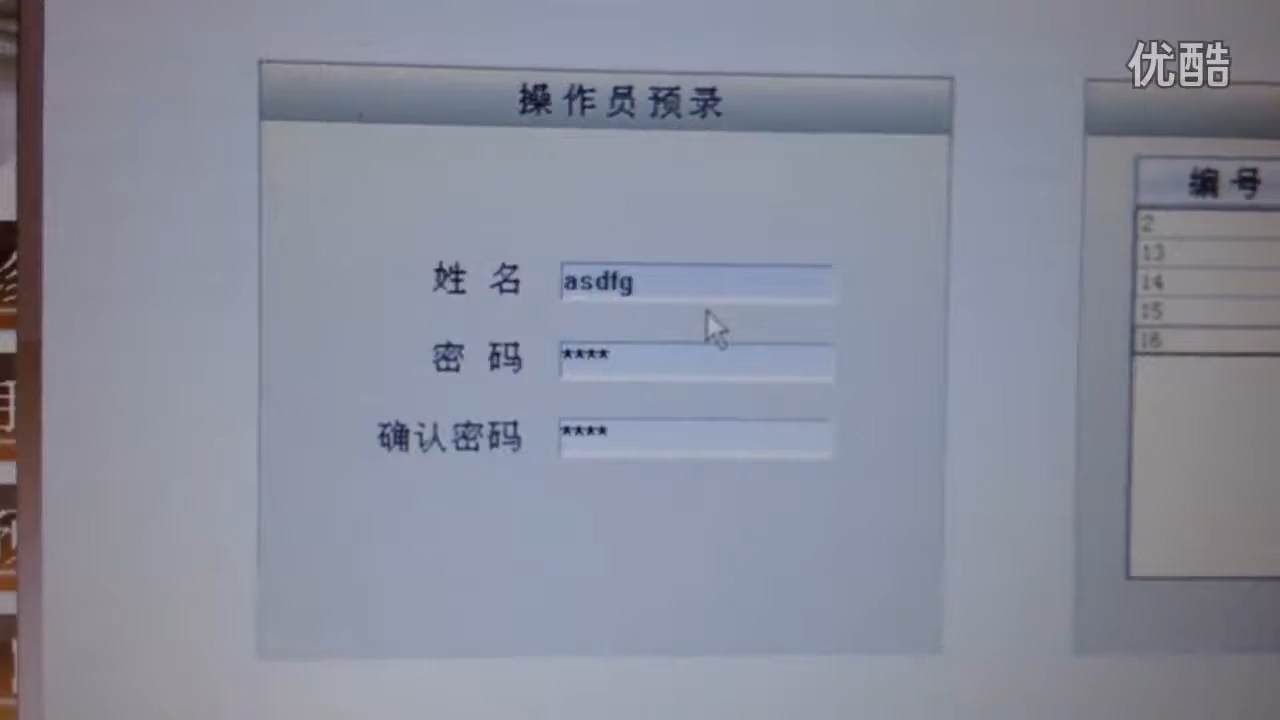 优酷
操作员预录
姓 名 asdfg
密 码 ****
确认密码 ****
编号
2
13
14
15
16